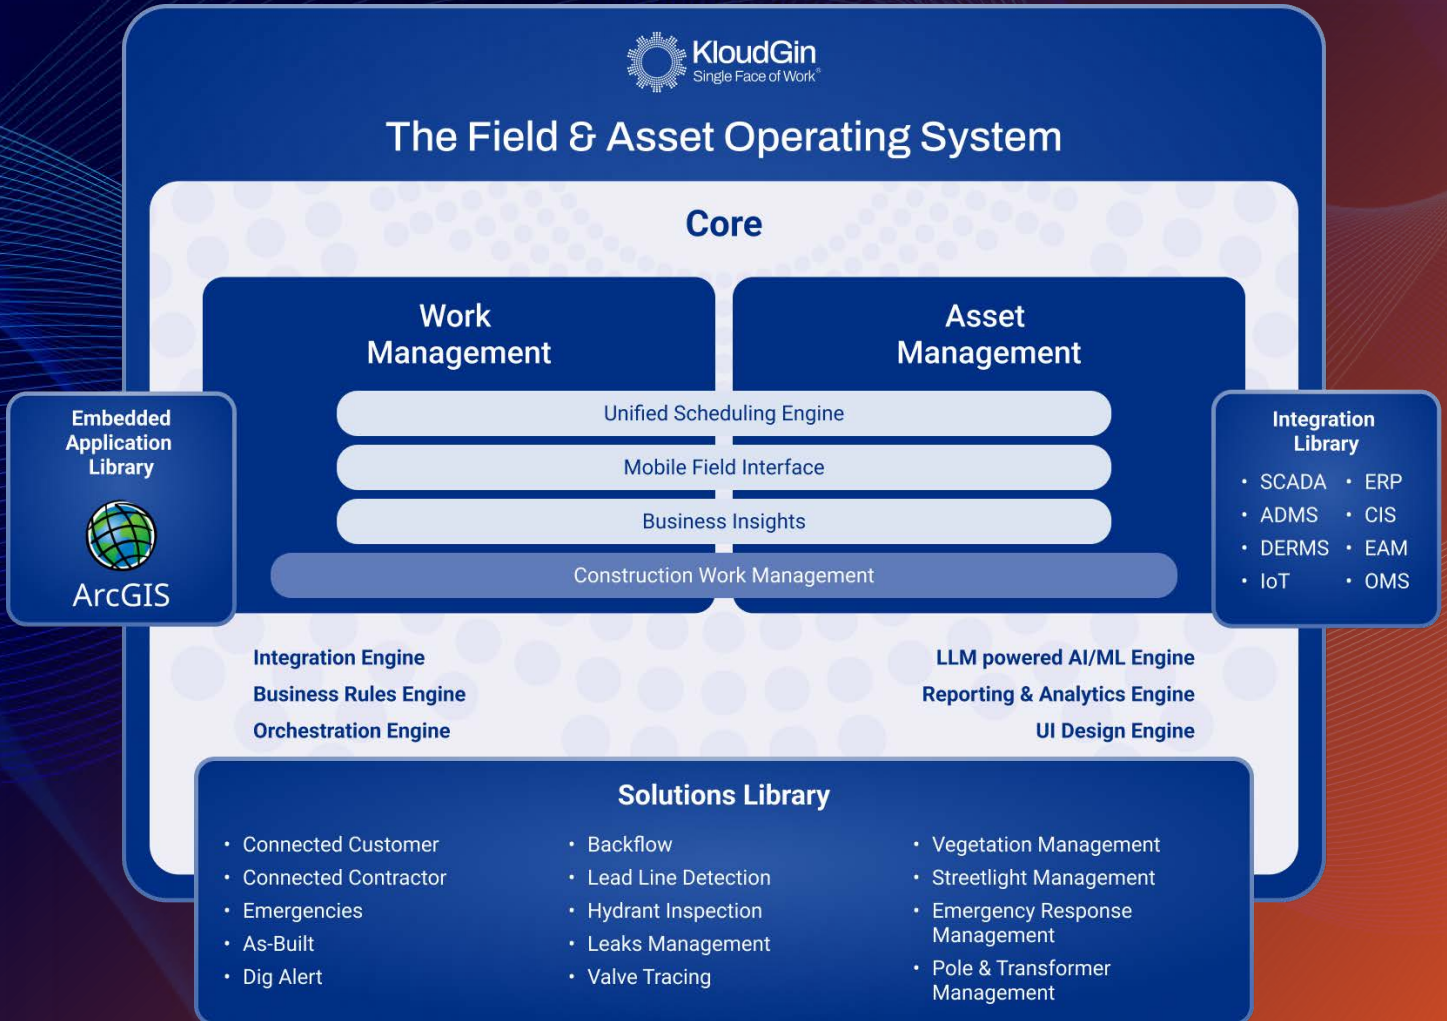 KloudGin
Single Face of Work®
The Field & Asset Operating System
Core
Work
Management
Asset
Management
Unified Scheduling Engine
Mobile Field Interface
Business Insights
Construction Work Management
Embedded
Application
Library
ArcGIS
Integration
Library
• SCADA • ERP
• ADMS • CIS
• DERMS • EAM
• IoT • OMS
Integration Engine
Business Rules Engine
Orchestration Engine
LLM powered AI/ML Engine
Reporting & Analytics Engine
UI Design Engine
Solutions Library
• Connected Customer
• Connected Contractor
• Emergencies
• As-Built
• Dig Alert
• Backflow
• Lead Line Detection
• Hydrant Inspection
• Leaks Management
• Valve Tracing
• Vegetation Management
• Streetlight Management
• Emergency Response
Management
• Pole & Transformer
Management